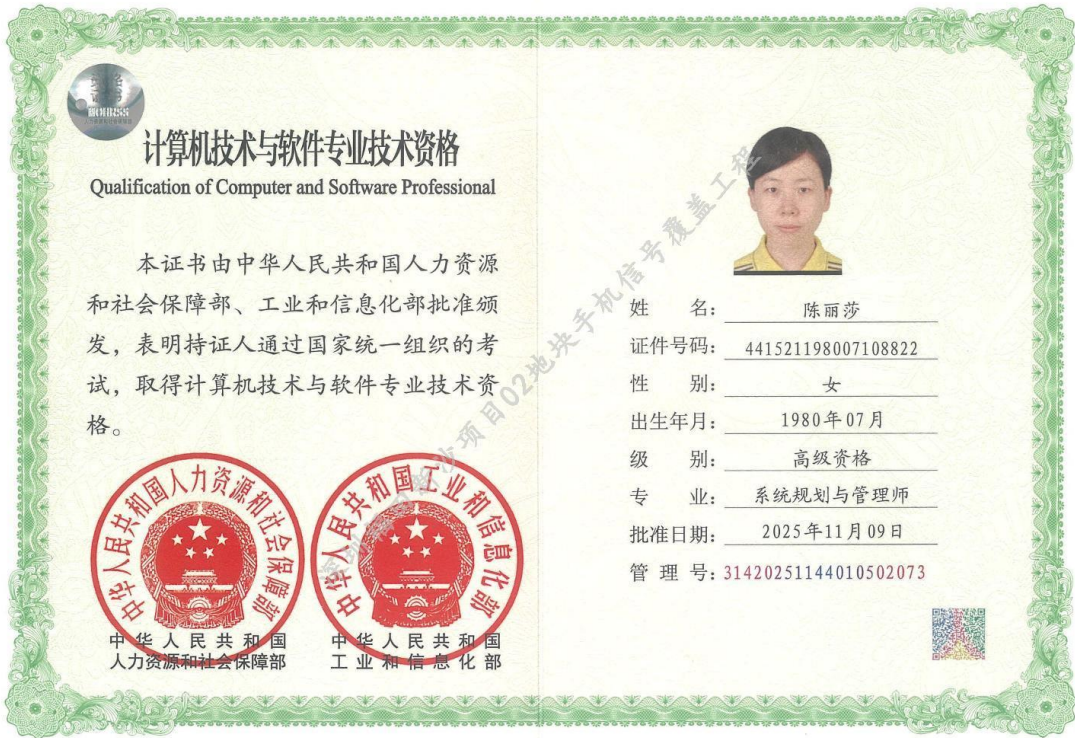 MOHRSS
计算机技术与软件专业技术资格
Qualification of Computer and Software Professional
本证书由中华人民共和国人力资源
和社会保障部、工业和信息化部批准颁
发，表明持证人通过国家统一组织的考
试，取得计算机技术与软件专业技术资
格。
中华人民共和国人力资源和社会保障部
中华人民共和国工业和信息化部
中华人民共和国
人力资源和社会保障部
中华人民共和国
工业和信息化部
姓 名： 陈丽莎
证件号码： 441521198007108822
性 别： 女
出生年月： 1980年07月
级 别： 高级资格
专 业： 系统规划与管理师
批准日期： 2025年11月09日
管 理 号： 31420251144010502073
沙项目02地块手机信号覆盖工程